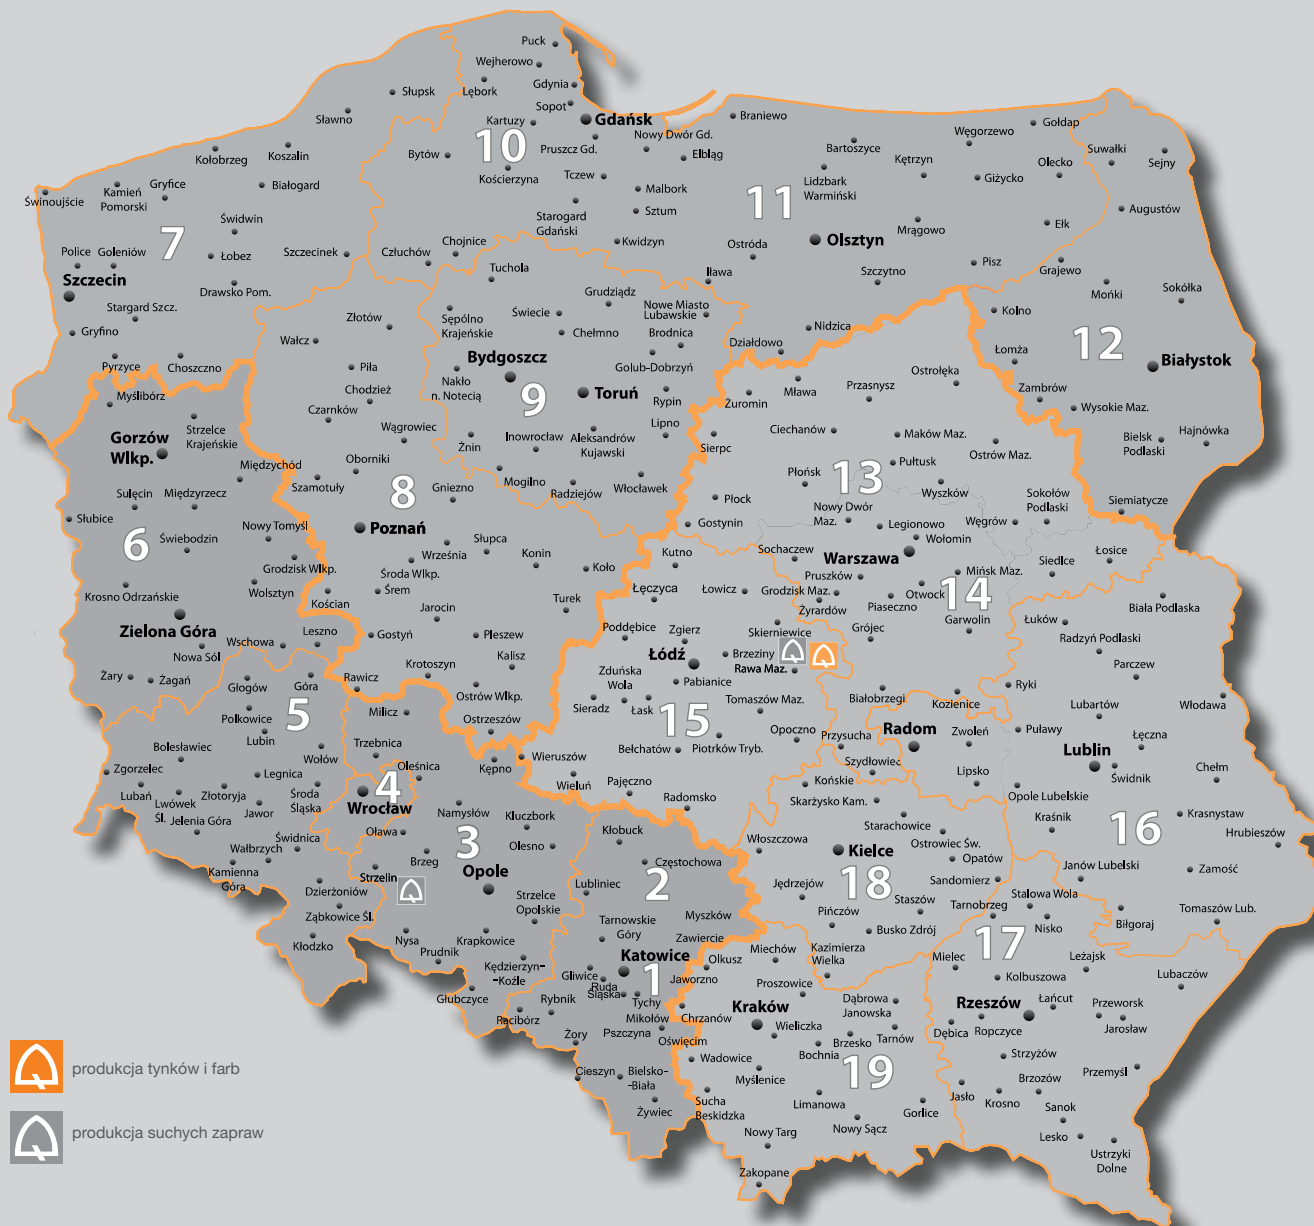 Puck
Wejherowo
Lębork
Gdynia
Słupsk
Sopot
Kartuzy
Gdańsk
Sławno
10
Nowy Dwór Gd.
Pruszcz Gd.
Bytów
Elbląg
Kościerzyna
Tczew
Malbork
Sztum
Starogard
Gdański
Kwidzyn
Człuchów
Chojnice
Braniewo
Bartoszyce
Kętrzyn
Węgorzewo
Gołdap
Olecko
Lidzbark
Warmiński
Giżycko
11
Ełk
Mrągowo
Olsztyn
Ostróda
Pisz
Szczytno
Iława
Nidzica
Działdowo
Nowe Miasto
Lubawskie
Suwałki
Sejny
Augustów
Grajewo
Mońki
Sokółka
Kolno
12
Łomża
Białystok
Zambrów
Wysokie Maz.
Bielsk
Podlaski
Hajnówka
Siemiatycze
Kołobrzeg
Koszalin
Kamień
Pomorski
Gryfice
Białogard
Świnoujście
Świdwin
7
Police
Goleniów
Łobez
Szczecinek
Szczecin
Drawsko Pom.
Stargard Szcz.
Gryfino
Pyrzyce
Choszczno
Tuchola
Grudziądz
Sępólno
Krajeńskie
Świecie
Chełmno
Brodnica
Bydgoszcz
Golub-Dobrzyń
Nakło
n. Notecią
9
Toruń
Rypin
Żnin
Inowrocław
Aleksandrów
Kujawski
Lipno
Mogilno
Radziejów
Włocławek
Złotów
Wałcz
Piła
Chodzież
Czarnków
Wągrowiec
Oborniki
Szamotuły
8
Gniezno
Poznań
Września
Słupca
Konin
Koło
Środa Wlkp.
Śrem
Jarocin
Turek
Gostyń
Pleszew
Kalisz
Krotoszyn
Rawicz
Ostrów Wlkp.
Ostrzeszów
Kościan
Myślibórz
Strzelce
Krajeńskie
Gorzów
Wlkp.
Międzychód
Sulęcin
Międzyrzecz
Słubice
6
Nowy Tomyśl
Świebodzin
Grodzisk Wlkp.
Krosno Odrzańskie
Wolsztyn
Zielona Góra
Wschowa
Leszno
Nowa Sól
Żary
Żagań
Głogów
Góra
5
Polkowice
Lubin
Bolesławiec
Wołów
Zgorzelec
Legnica
Lubań
Lwówek
Śl.
Złotoryja
Środa
Śląska
Jawor
Jelenia Góra
Świdnica
Wałbrzych
Kamienna
Góra
Dzierżoniów
Ząbkowice Śl.
Kłodzko
Milicz
Trzebnica
Oleśnica
4
Wrocław
Kępno
Namysłów
Kluczbork
Oława
3
Olesno
Brzeg
Strzelin
Opole
Strzelce
Opolskie
Nysa
Krapkowice
Prudnik
Kędzierzyn-
-Koźle
Głubczyce
Kłobuck
Częstochowa
2
Lubliniec
Myszków
Tarnowskie
Góry
Zawiercie
Katowice
Gliwice
1
Jaworzno
Ruda
Śląska
Tychy
Rybnik
Racibórz
Mikołów
Pszczyna
Żory
Cieszyn
Bielsko-
-Biała
Żywiec
Ostrołęka
Przasnysz
Mława
Żuromin
Ciechanów
Maków Maz.
Ostrów Maz.
Sierpc
13
Pułtusk
Płońsk
Wyszków
Płock
Nowy Dwór
Maz.
Sokołów
Podlaski
Gostynin
Legionowo
Węgrów
Wołomin
Sochaczew
Warszawa
Siedlce
Łosice
Pruszków
Mińsk Maz.
Grodzisk Maz.
Otwock
14
Żyrardów
Piaseczno
Garwolin
Grójec
Białobrzegi
Kozienice
Radom
Zwoleń
Przysucha
Szydłowiec
Lipsko
Kutno
Łęczyca
Łowicz
Skierniewice
Poddębice
Zgierz
Łódź
Brzeziny
Rawa Maz.
Zduńska
Wola
Pabianice
Sieradz
Łask
Tomaszów Maz.
15
Opoczno
Bełchatów
Piotrków Tryb.
Wieruszów
Wieluń
Pajęczno
Radomsko
Biała Podlaska
Łuków
Radzyń Podlaski
Parczew
Ryki
Lubartów
Włodawa
Puławy
Lublin
Łęczna
Świdnik
Chełm
Opole Lubelskie
Kraśnik
16
Krasnystaw
Hrubieszów
Janów Lubelski
Zamość
Biłgoraj
Tomaszów Lub.
Końskie
Skarżysko Kam.
Starachowice
Włoszczowa
Ostrowiec Św.
Kielce
Opatów
Jędrzejów
18
Sandomierz
Staszów
Pińczów
Busko Zdrój
Kazimierza
Wielka
Tarnobrzeg
Stalowa Wola
Nisko
17
Mielec
Leżajsk
Kolbuszowa
Lubaczów
Rzeszów
Łańcut
Przeworsk
Dębica
Ropczyce
Jarosław
Strzyżów
Przemyśl
Jasło
Brzozów
Krosno
Sanok
Lesko
Ustrzyki
Dolne
Olkusz
Miechów
Proszowice
Chrzanów
Kraków
Dąbrowa
Janowska
Oświęcim
Wieliczka
Brzesko
Tarnów
Bochnia
Wadowice
Myślenice
19
Sucha
Beskidzka
Limanowa
Gorlice
Nowy Targ
Nowy Sącz
Zakopane
produkcja tynków i farb
produkcja suchych zapraw